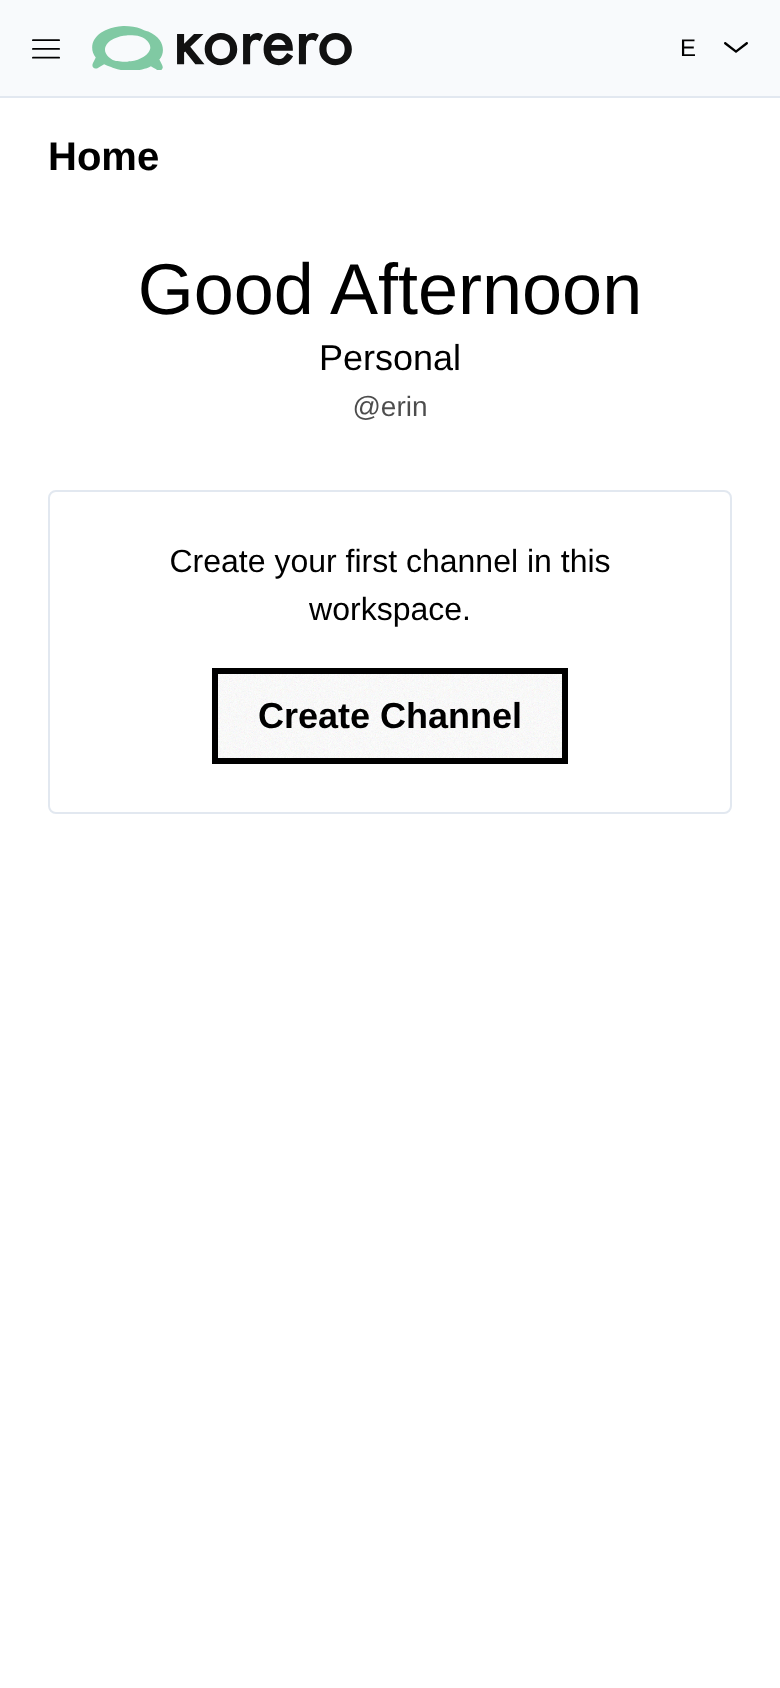 korero
E
Home
Good Afternoon
Personal
@erin
Create your first channel in this
workspace.
Create Channel